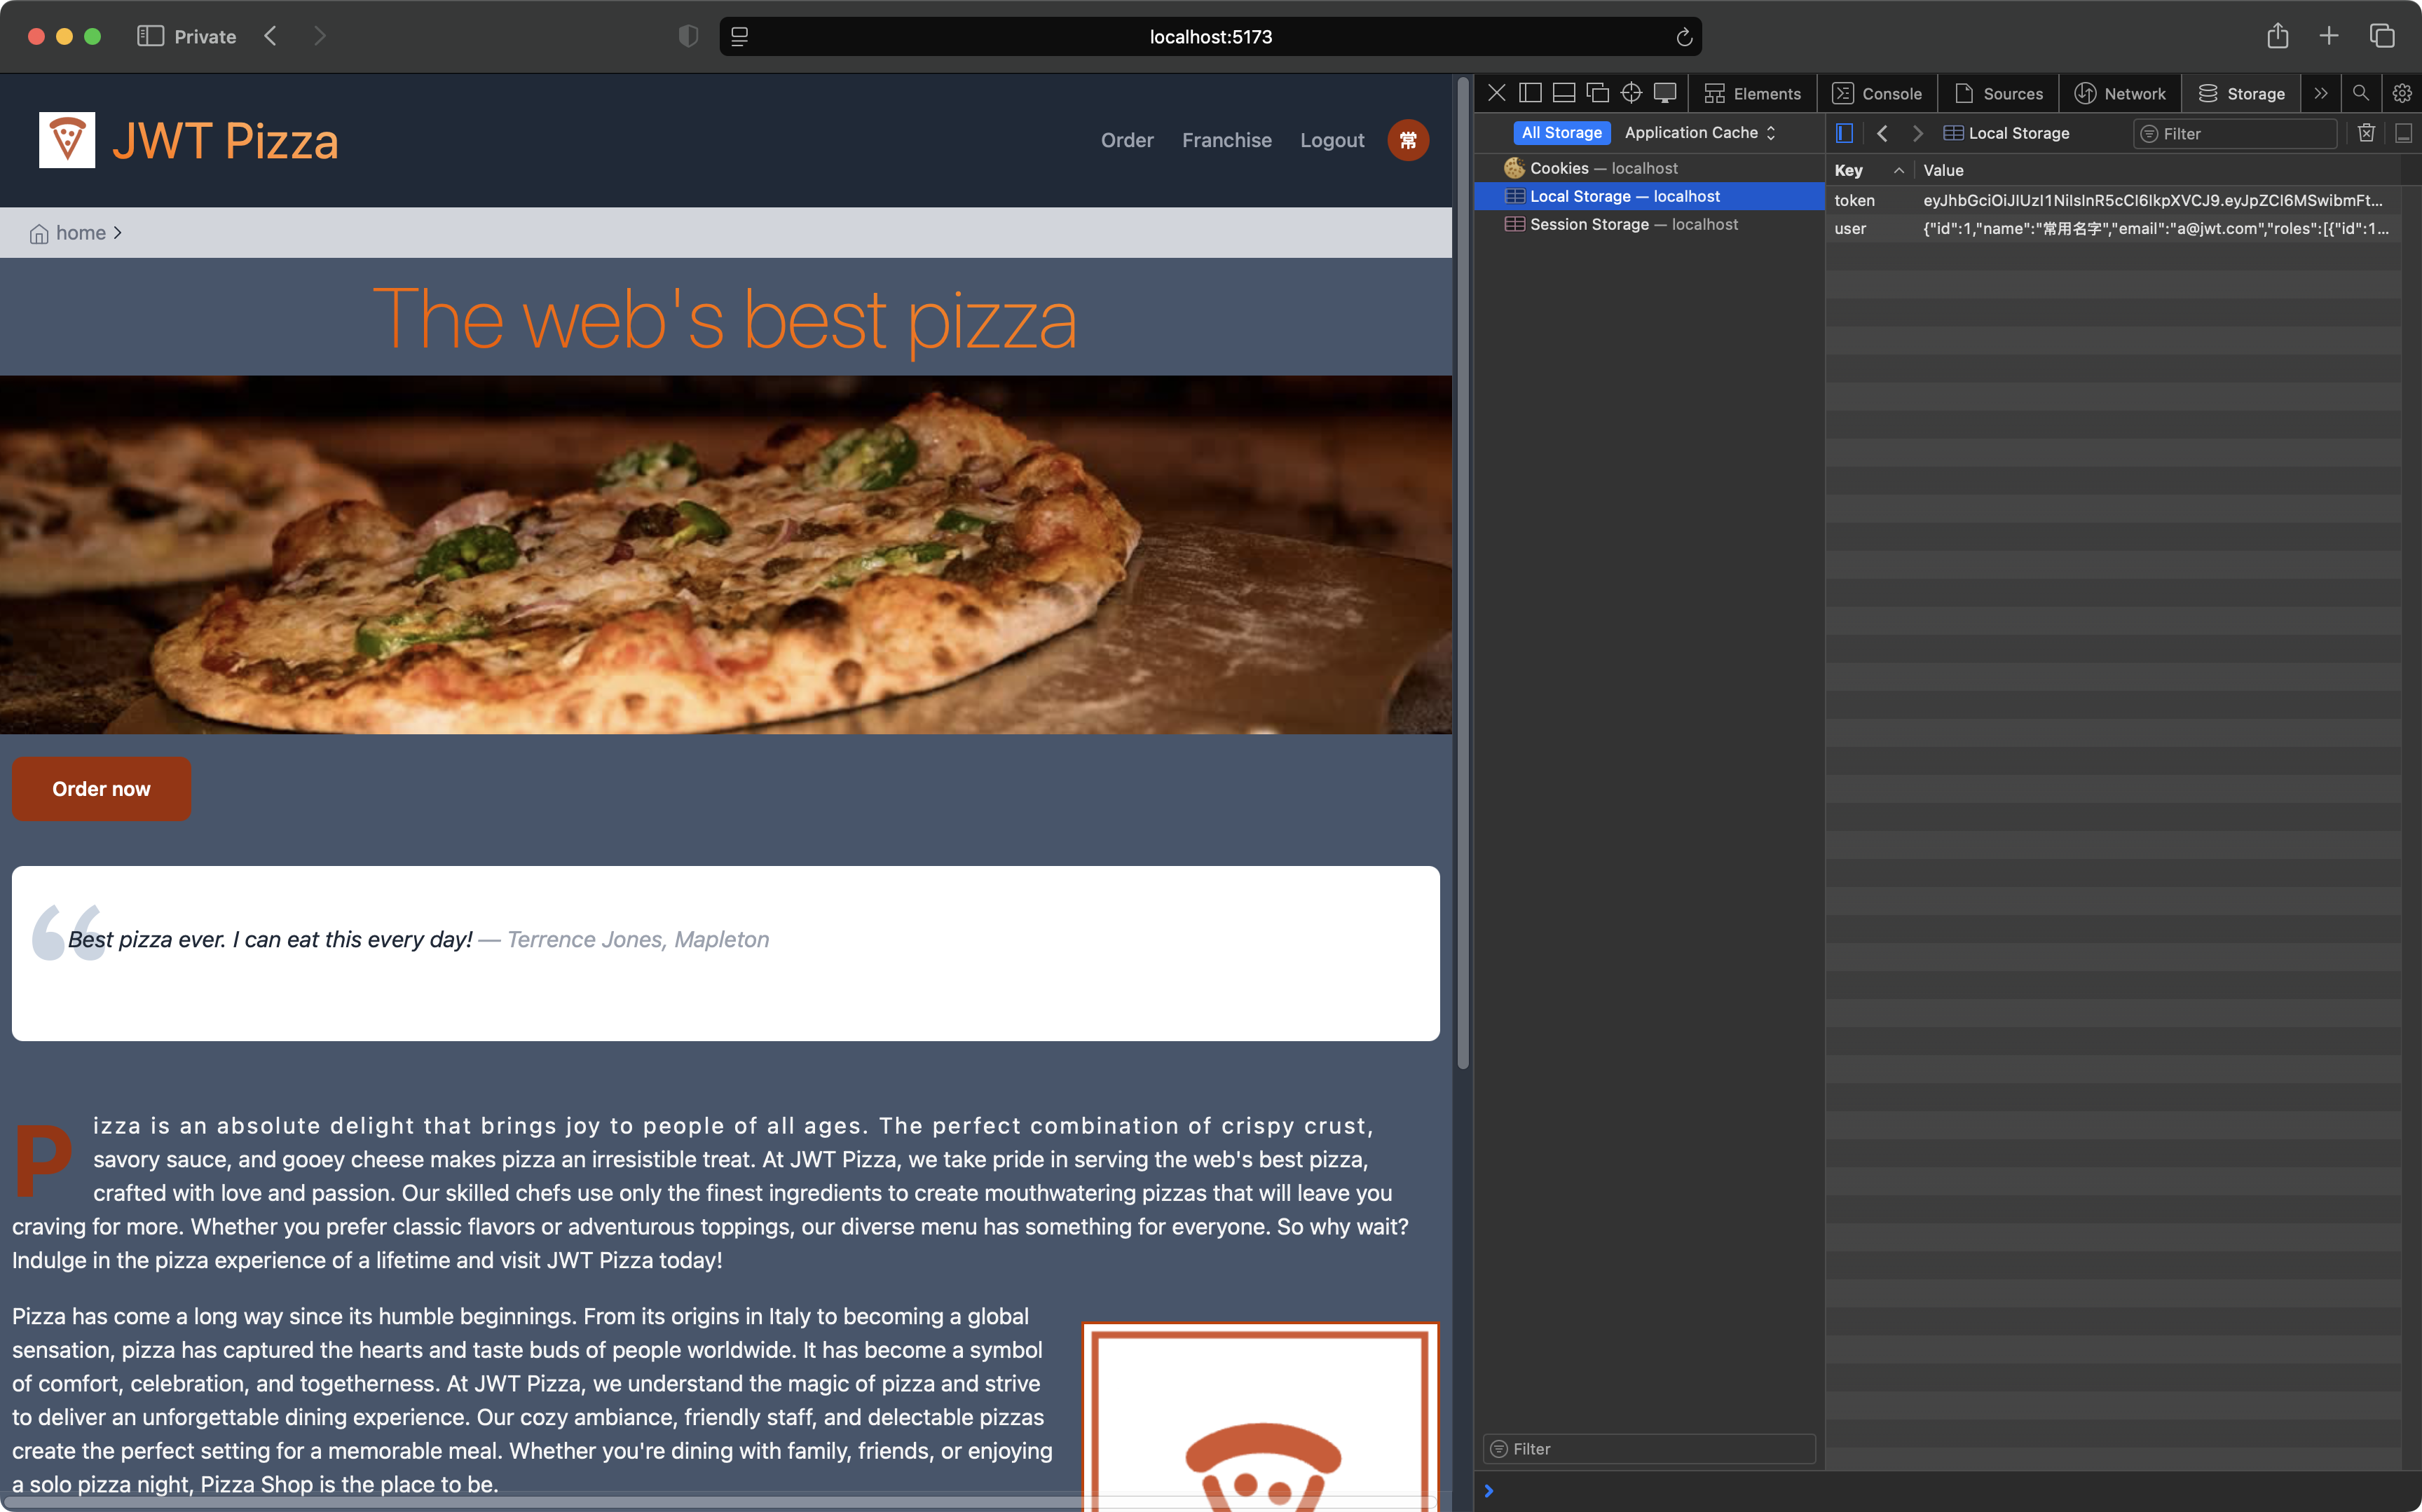 Private
localhost:5173
JWT Pizza
Order
Franchise
Logout
常
home
The web's best pizza
Order now
Best pizza ever. I can eat this every day! — Terrence Jones, Mapleton
Pizza is an absolute delight that brings joy to people of all ages. The perfect combination of crispy crust,
savory sauce, and gooey cheese makes pizza an irresistible treat. At JWT Pizza, we take pride in serving the web's best pizza,
crafted with love and passion. Our skilled chefs use only the finest ingredients to create mouthwatering pizzas that will leave you
craving for more. Whether you prefer classic flavors or adventurous toppings, our diverse menu has something for everyone. So why wait?
Indulge in the pizza experience of a lifetime and visit JWT Pizza today!
Pizza has come a long way since its humble beginnings. From its origins in Italy to becoming a global
sensation, pizza has captured the hearts and taste buds of people worldwide. It has become a symbol
of comfort, celebration, and togetherness. At JWT Pizza, we understand the magic of pizza and strive
to deliver an unforgettable dining experience. Our cozy ambiance, friendly staff, and delectable pizzas
create the perfect setting for a memorable meal. Whether you're dining with family, friends, or enjoying
a solo pizza night, Pizza Shop is the place to be.
Elements
Console
Sources
Network
Storage
All Storage
Application Cache
Local Storage
Filter
Cookies — localhost
Local Storage — localhost
Session Storage — localhost
Key
Value
token
eyJhbGciOiJIUzI1NiIsInR5cCI6IkpXVCJ9.eyJpZCI6MSwibmFt...
user
{"id":1,"name":"常用名字","email":"a@jwt.com","roles":[{"id":1...
Filter